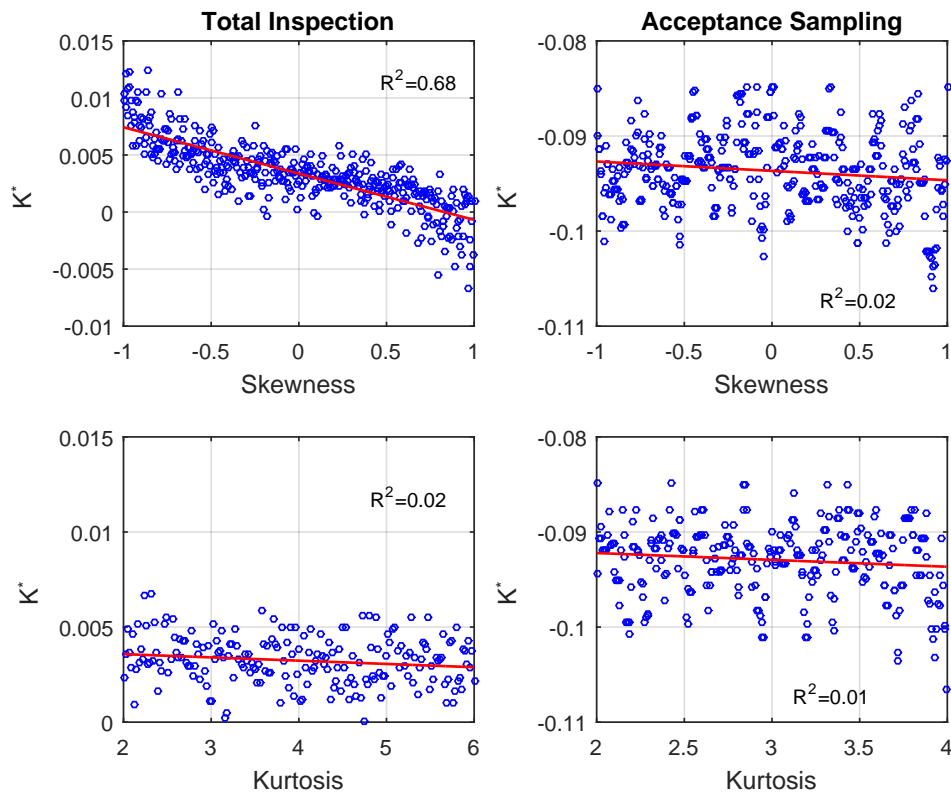 Total Inspection
0.015
0.01
0.005
0
-0.005
-0.01
K*
R²=0.68
-1 -0.5 0 0.5 1
Skewness
Acceptance Sampling
-0.08
-0.09
-0.1
-0.11
K*
R²=0.02
-1 -0.5 0 0.5 1
Skewness
0.015
0.01
0.005
0
K*
R²=0.02
2 3 4 5 6
Kurtosis
-0.08
-0.09
-0.1
-0.11
K*
R²=0.01
2 2.5 3 3.5 4
Kurtosis